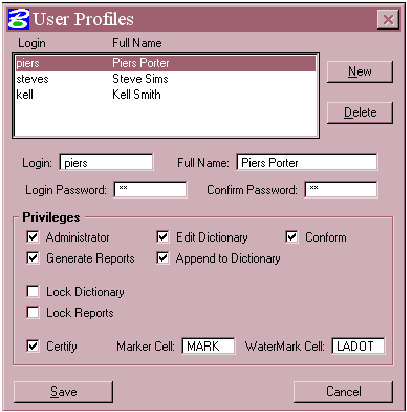 User Profiles
Login Full Name
piers Piers Porter
steves Steve Sims
kell Kell Smith
New
Delete
Login: piers Full Name: Piers Porter
Login Password: ** Confirm Password: **
Privileges
Administrator Edit Dictionary Conform
Generate Reports Append to Dictionary
Lock Dictionary
Lock Reports
Certify Marker Cell: MARK WaterMark Cell: LADOT
Save Cancel